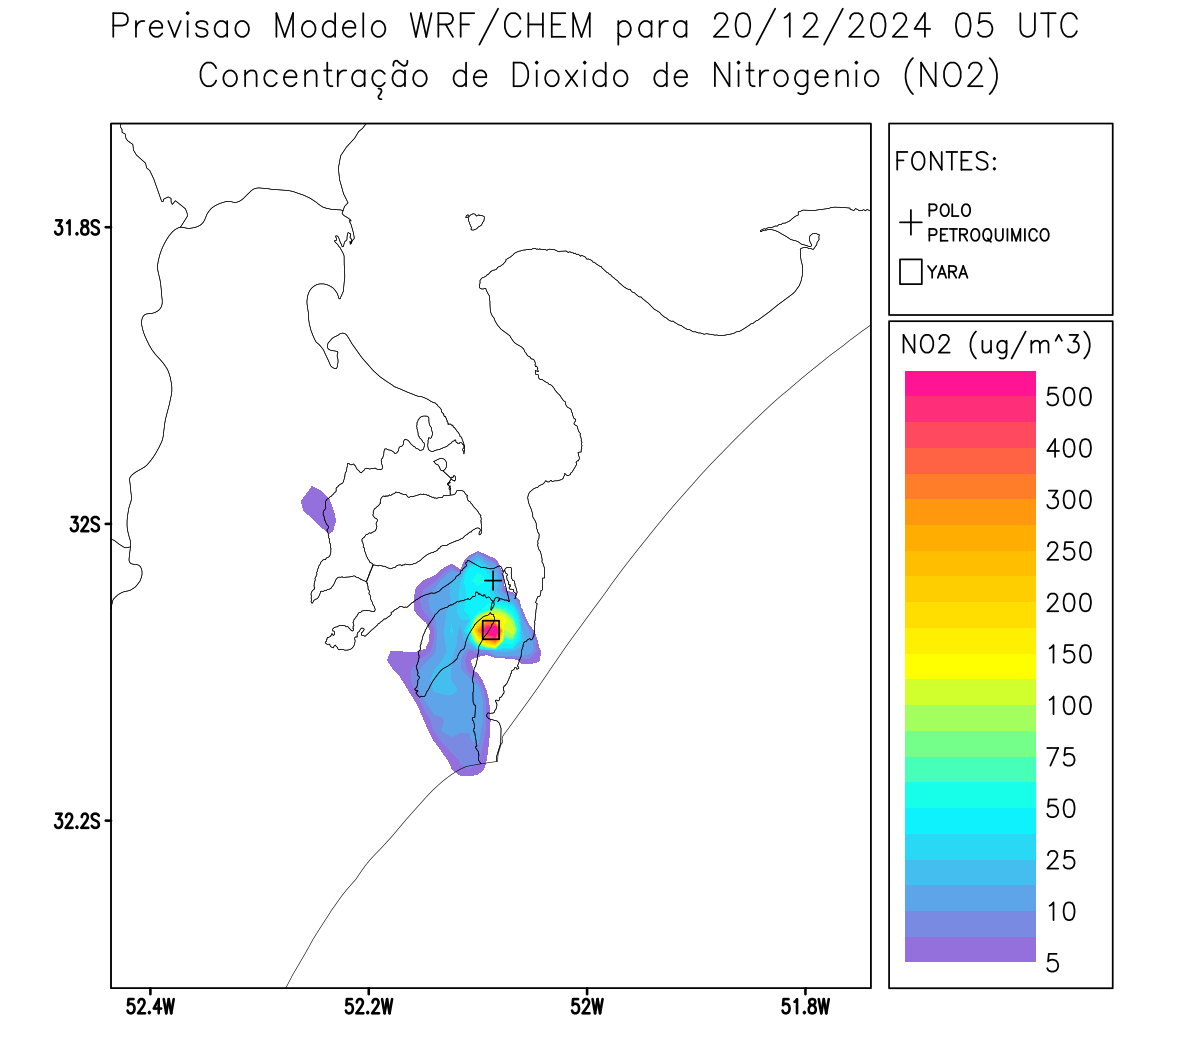 Previsao Modelo WRF/CHEM para 20/12/2024 05 UTC
Concentração de Dioxido de Nitrogenio (NO2)
FONTES:
POLO
PETROQUIMICO
YARA
NO2 (ug/m^3)
500
400
300
250
200
150
100
75
50
25
10
5
31.8S
32S
32.2S
52.4W
52.2W
52W
51.8W